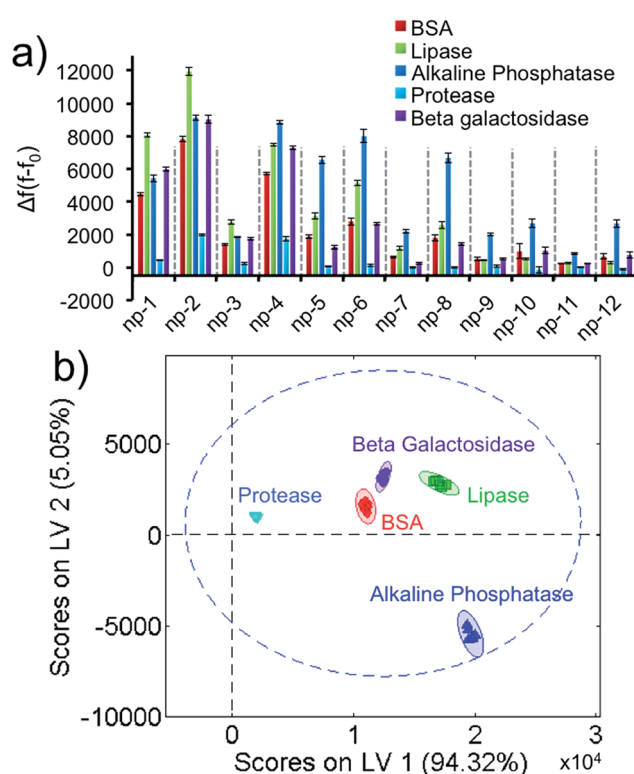 a)
BSA
Lipase
Alkaline Phosphatase
Protease
Beta galactosidase
Δf(f-f0)
12000
10000
8000
6000
4000
2000
0
-2000
np-1 np-2 np-3 np-4 np-5 np-6 np-7 np-8 np-9 np-10 np-11 np-12
b)
Scores on LV 2 (5.05%)
5000
0
-5000
-10000
Beta Galactosidase
Protease
Lipase
BSA
Alkaline Phosphatase
0 1 2 3
Scores on LV 1 (94.32%) x10⁴